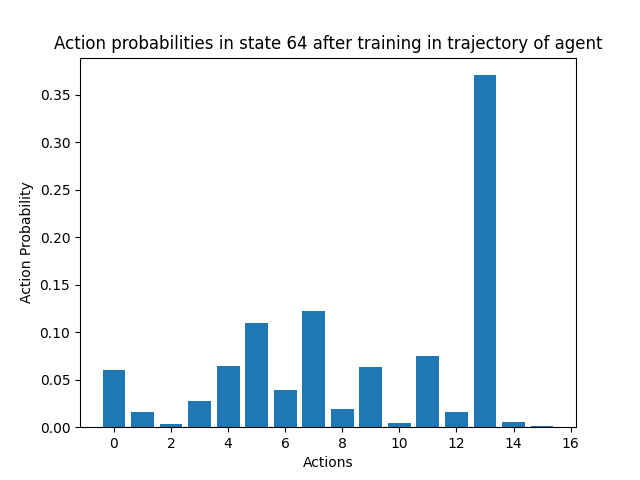 Action probabilities in state 64 after training in trajectory of agent
0.35
0.30
0.25
0.20
0.15
0.10
0.05
0.00
Action Probability
0 2 4 6 8 10 12 14 16
Actions